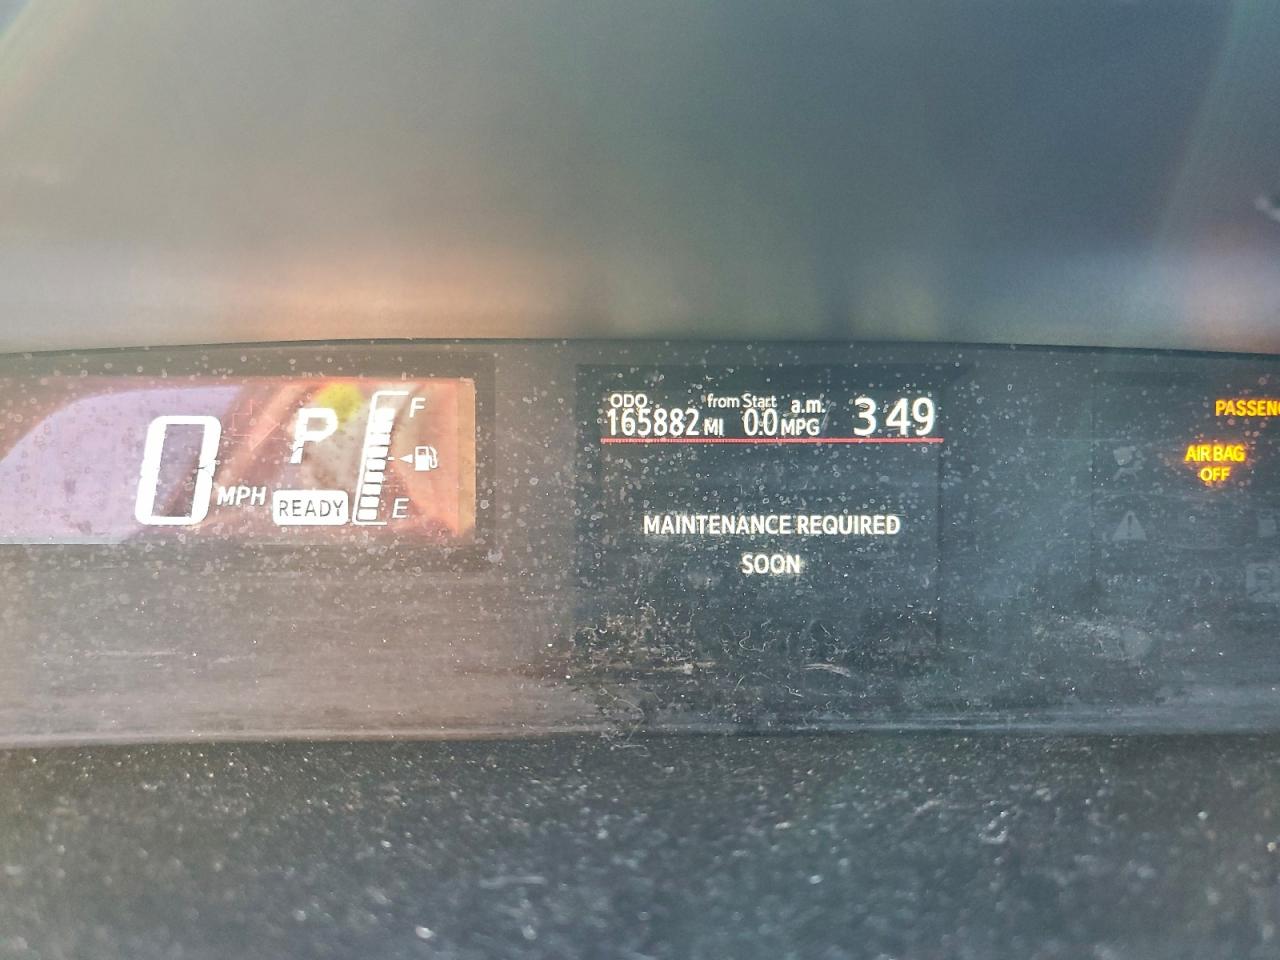 0 MPH
P
READY
F
E
ODO
165882 MI
from Start
0.0 MPG
a.m.
3:49
MAINTENANCE REQUIRED
SOON
AIR BAG
OFF